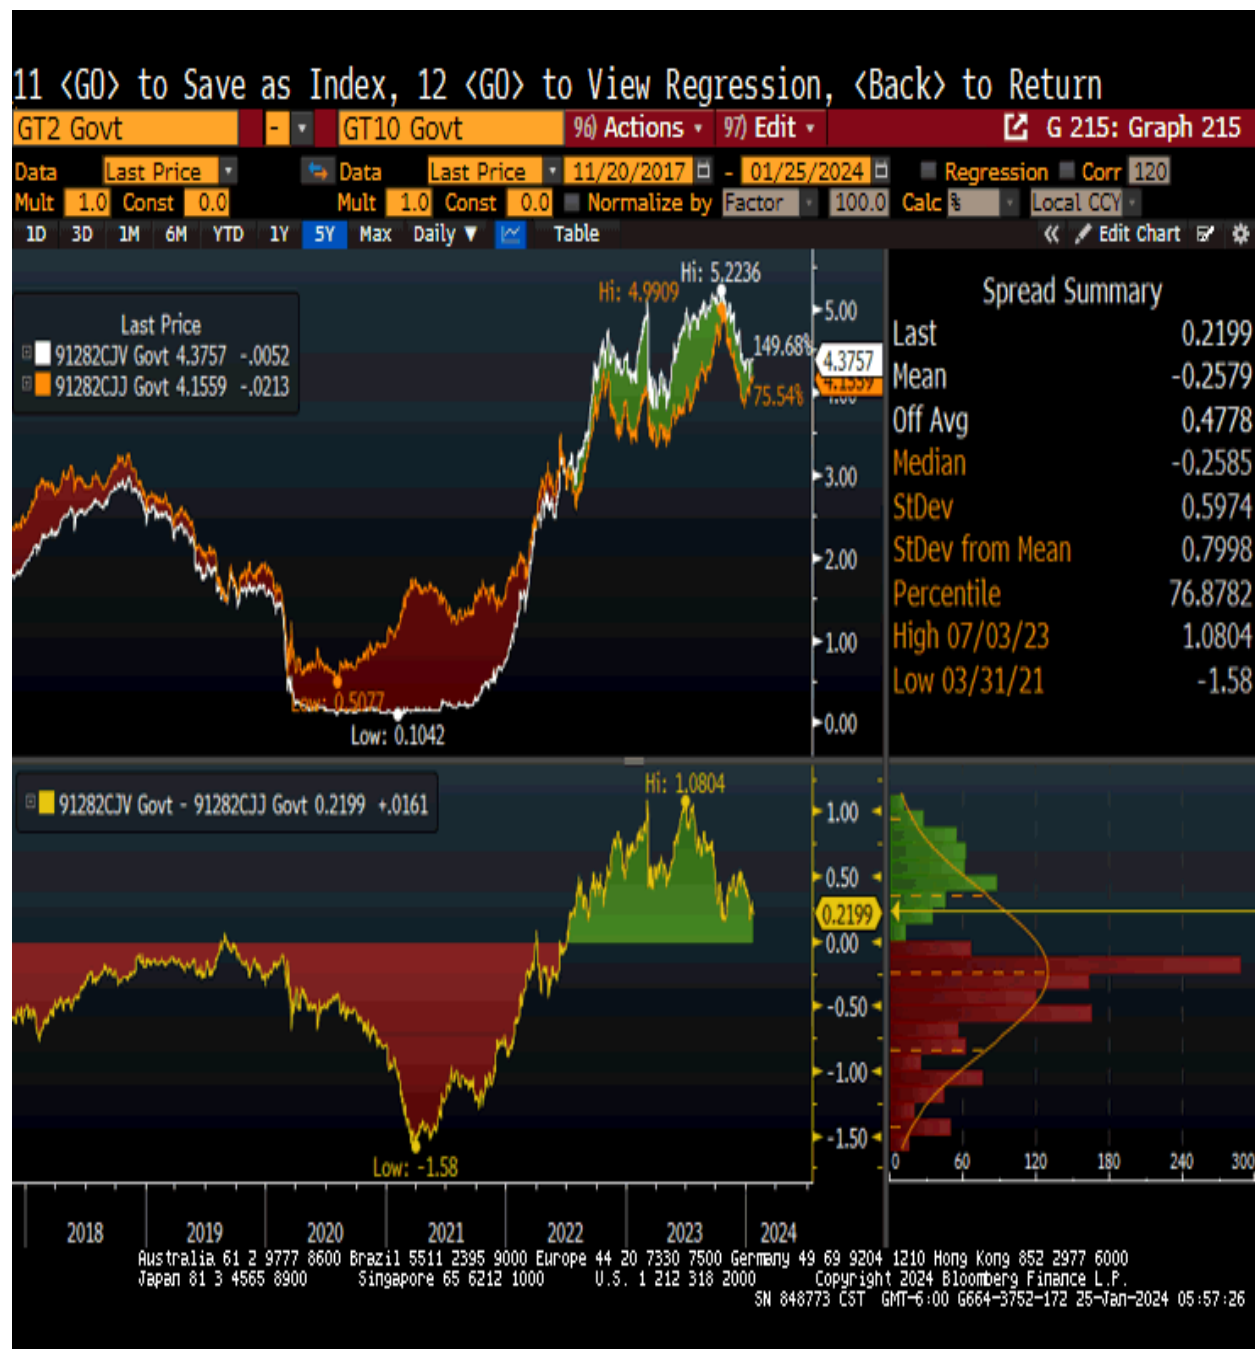 11 <GO> to Save as Index, 12 <GO> to View Regression, <Back> to Return
GT2 Govt - GT10 Govt 96) Actions 97) Edit G 215: Graph 215
Data Last Price Data Last Price 11/20/2017 - 01/25/2024 Regression Corr 120
Mult 1.0 Const 0.0 Mult 1.0 Const 0.0 Normalize by Factor 100.0 Calc % Local CCY
1D 3D 1M 6M YTD 1Y 5Y Max Daily ▼ Table « Edit Chart
Hi: 5.2236
Hi: 4.9909
Last Price
91282CJV Govt 4.3757 -.0052
91282CJJ Govt 4.1559 -.0213
149.68%
75.54%
Low: 0.5077
Low: 0.1042
5.00
4.3757
4.1559
4.00
3.00
2.00
1.00
0.00
Spread Summary
Last 0.2199
Mean -0.2579
Off Avg 0.4778
Median -0.2585
StDev 0.5974
StDev from Mean 0.7998
Percentile 76.8782
High 07/03/23 1.0804
Low 03/31/21 -1.58
91282CJV Govt - 91282CJJ Govt 0.2199 +.0161
Hi: 1.0804
Low: -1.58
1.00
0.50
0.2199
0.00
-0.50
-1.00
-1.50
0 60 120 180 240 300
2018 2019 2020 2021 2022 2023 2024
Australia 61 2 9777 8600 Brazil 5511 2395 9000 Europe 44 20 7330 7500 Germany 49 69 9204 1210 Hong Kong 852 2977 6000
Japan 81 3 4565 8900 Singapore 65 6212 1000 U.S. 1 212 318 2000 Copyright 2024 Bloomberg Finance L.P.
SN 848773 CST GMT-6:00 G664-3752-172 25-Jan-2024 05:57:26